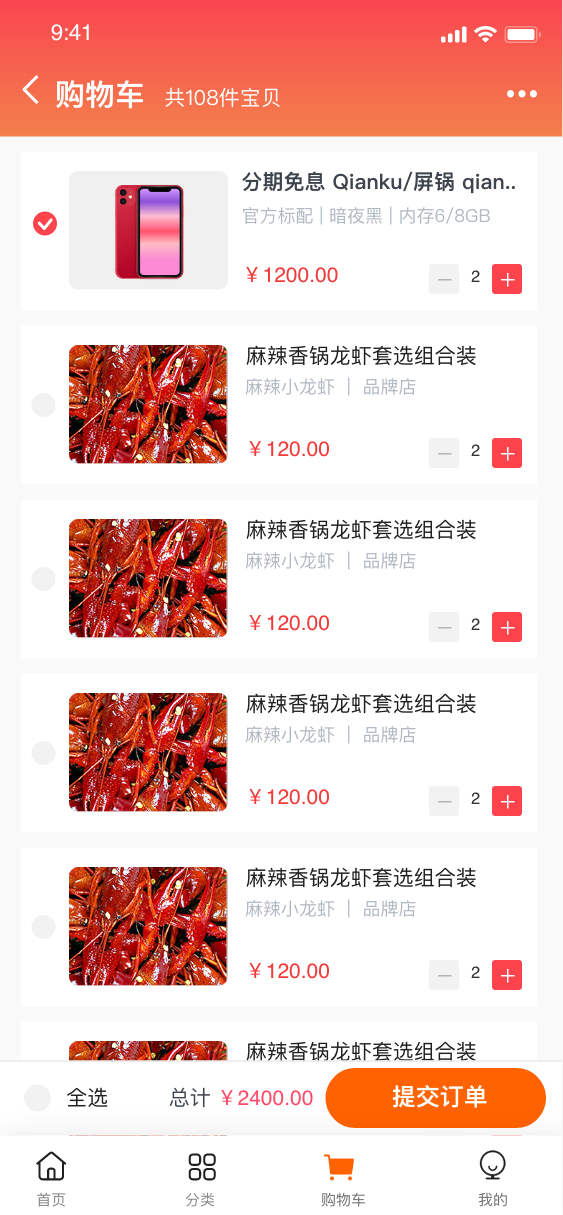 9:41
购物车 共108件宝贝
分期免息 Qianku/屏锅 qian..
官方标配 | 暗夜黑 | 内存6/8GB
￥1200.00
2
麻辣香锅龙虾套选组合装
麻辣小龙虾 | 品牌店
￥120.00
2
麻辣香锅龙虾套选组合装
麻辣小龙虾 | 品牌店
￥120.00
2
麻辣香锅龙虾套选组合装
麻辣小龙虾 | 品牌店
￥120.00
2
麻辣香锅龙虾套选组合装
麻辣小龙虾 | 品牌店
￥120.00
2
麻辣香锅龙虾套选组合装
全选 总计 ￥2400.00 提交订单
首页 分类 购物车 我的